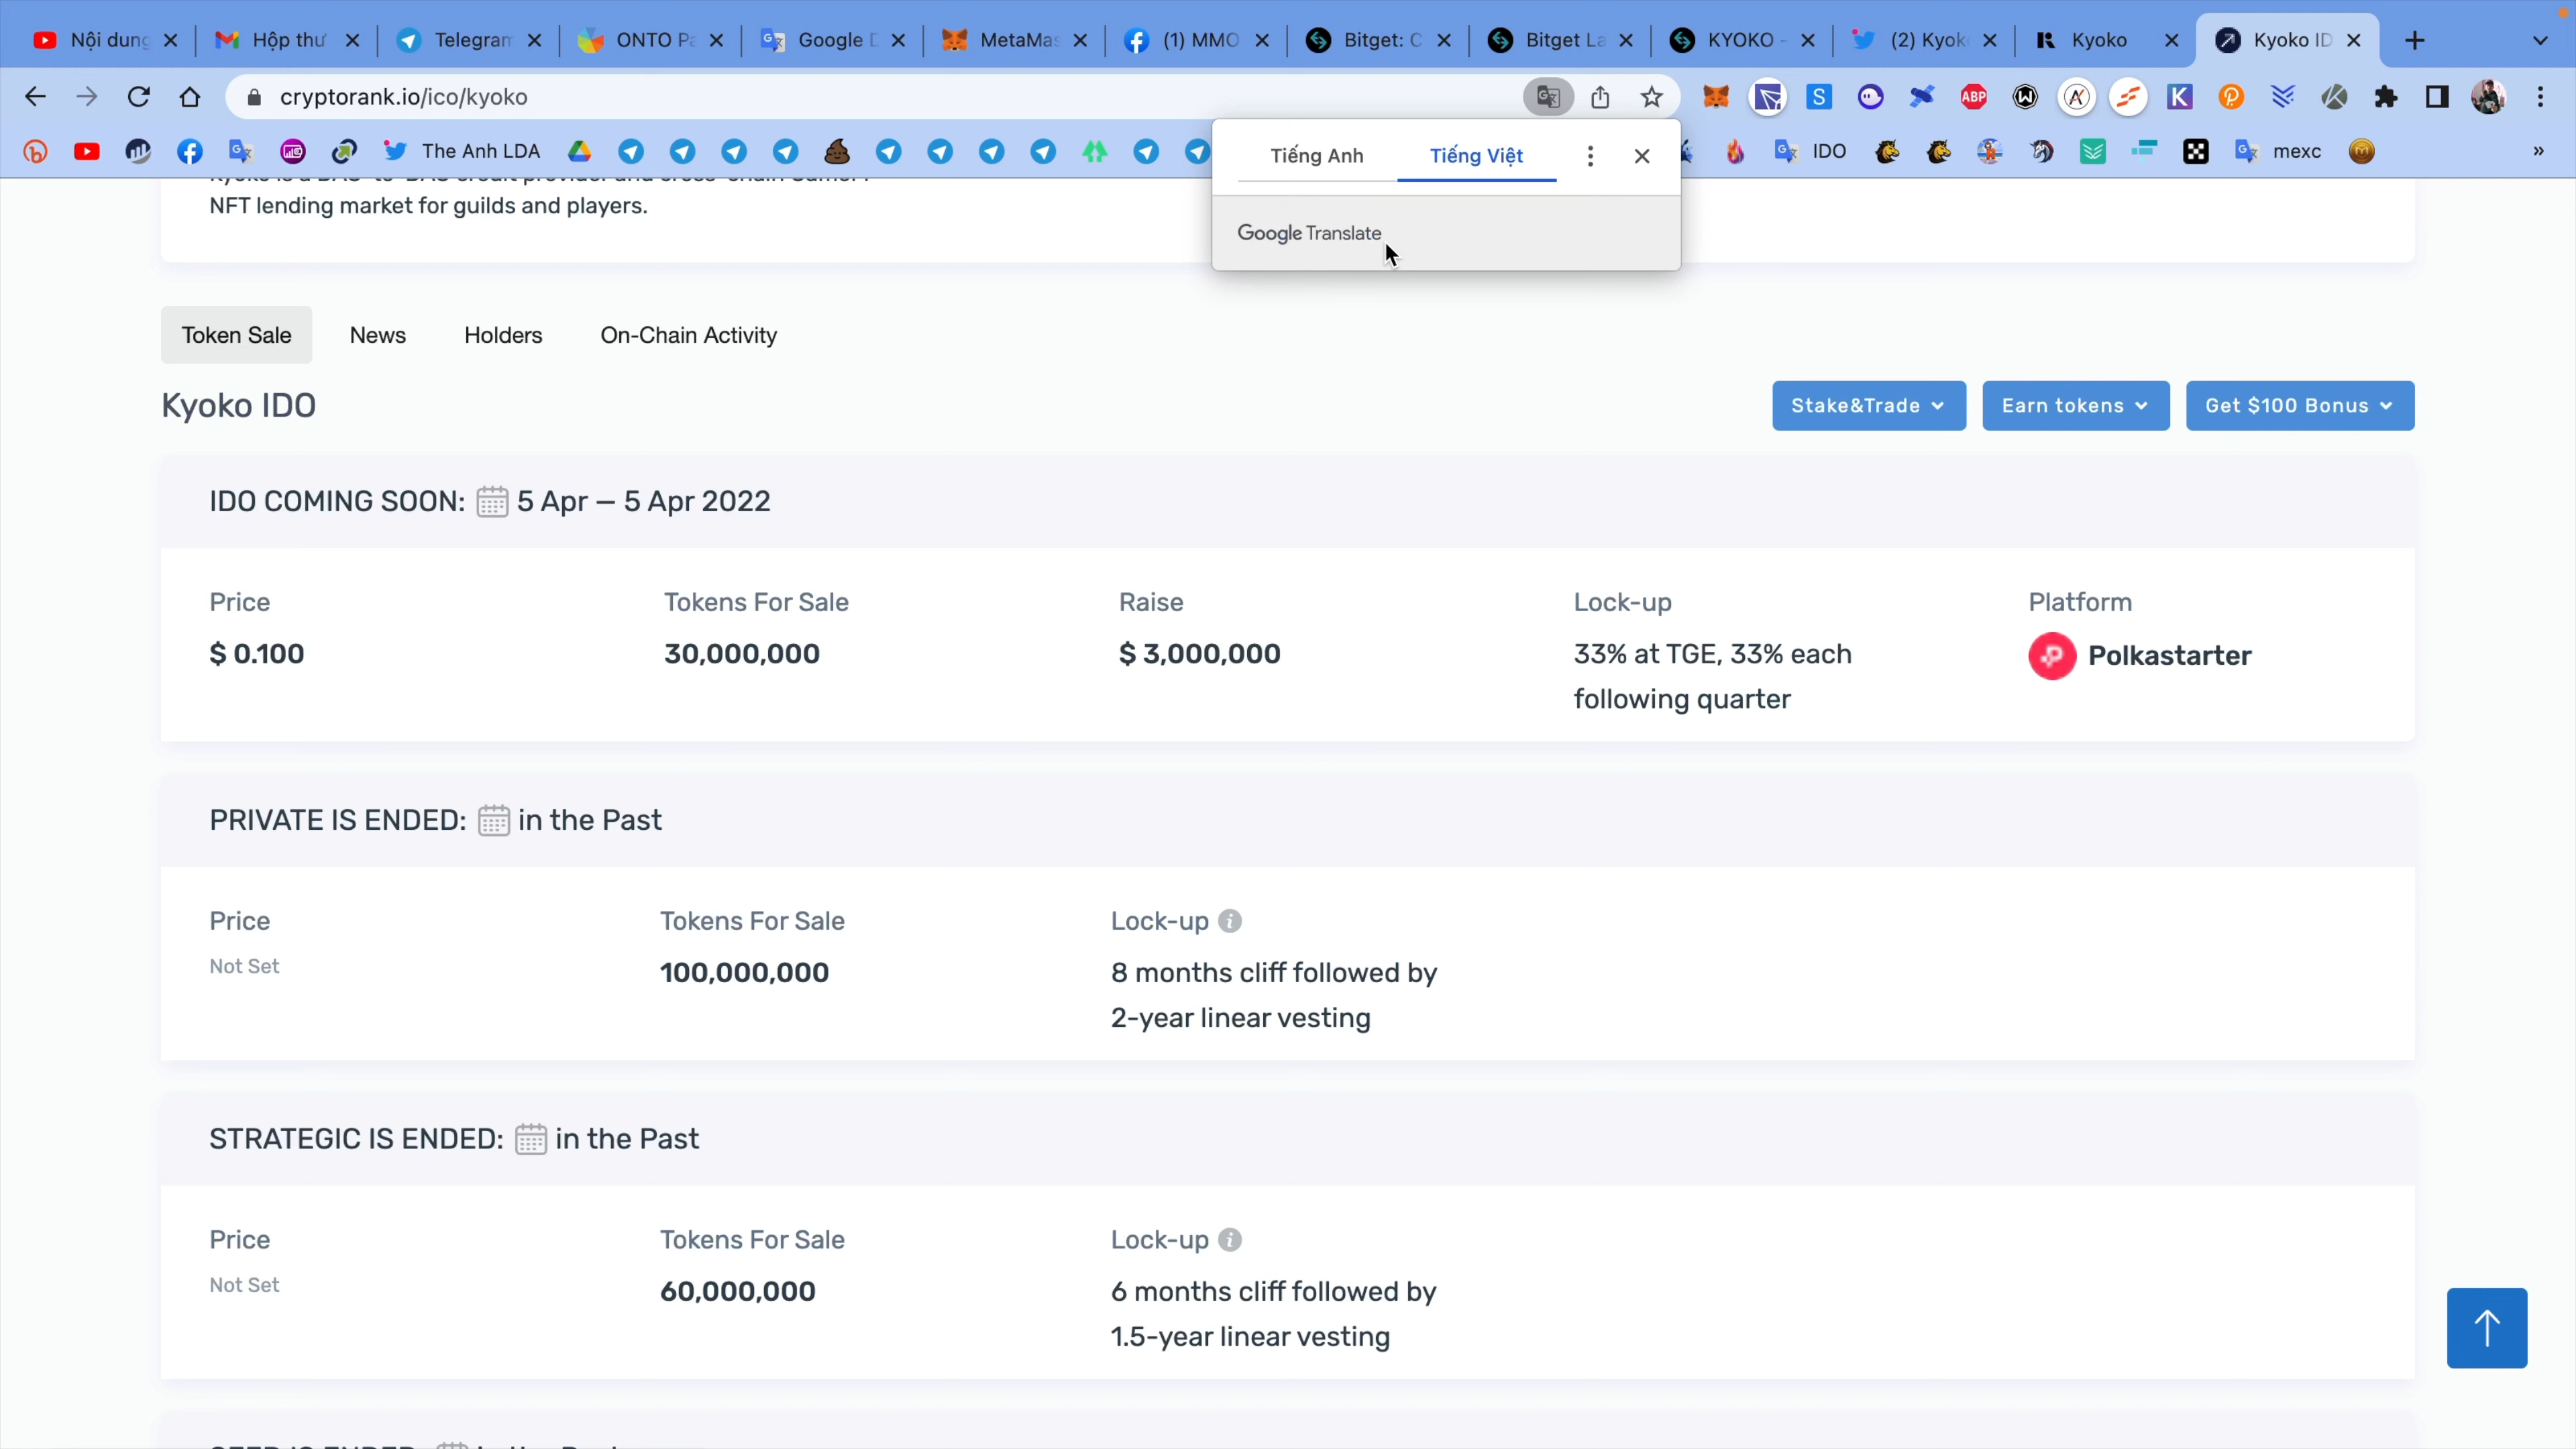 Nội dung
Hộp thư
Telegram
ONTO Pa
Google D
MetaMas
(1) MMO
Bitget: C
Bitget La
KYOKO -
(2) Kyok
Kyoko
Kyoko ID
cryptorank.io/ico/kyoko
The Anh LDA
IDO
mexc
Tiếng Anh
Tiếng Việt
Google Translate
NFT lending market for guilds and players.
Token Sale
News
Holders
On-Chain Activity
Kyoko IDO
Stake&Trade
Earn tokens
Get $100 Bonus
IDO COMING SOON: 5 Apr — 5 Apr 2022
Price
Tokens For Sale
Raise
Lock-up
Platform
$ 0.100
30,000,000
$ 3,000,000
33% at TGE, 33% each
following quarter
Polkastarter
PRIVATE IS ENDED: in the Past
Price
Tokens For Sale
Lock-up
Not Set
100,000,000
8 months cliff followed by
2-year linear vesting
STRATEGIC IS ENDED: in the Past
Price
Tokens For Sale
Lock-up
Not Set
60,000,000
6 months cliff followed by
1.5-year linear vesting